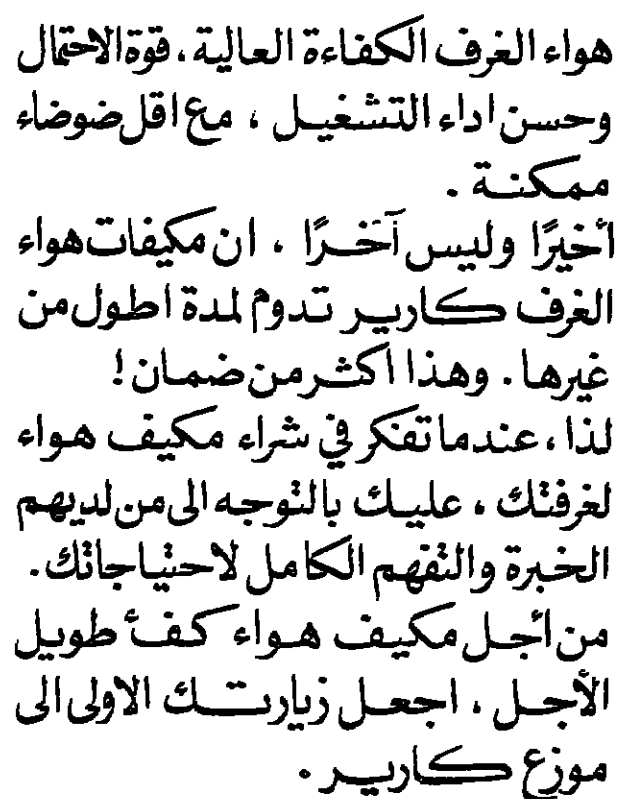 هواء الغرف الكفاءة العالية، قوة الاحتمال
وحسن اداء التشغيل ، مع اقل ضوضاء
ممكنة .
أخيرًا وليس آخرًا ، ان مكيفات هواء
الغرف كارير تدوم لمدة اطول من
غيرها. وهذا اكثر من ضمان!
لذا، عندما تفكر في شراء مكيف هواء
لغرفتك ، عليك بالتوجه الى من لديهم
الخبرة والتفهم الكامل لاحتياجاتك.
من أجل مكيف هواء كفء طويل
الأجل ، اجعل زيارتك الاولى الى
موزع كارير .